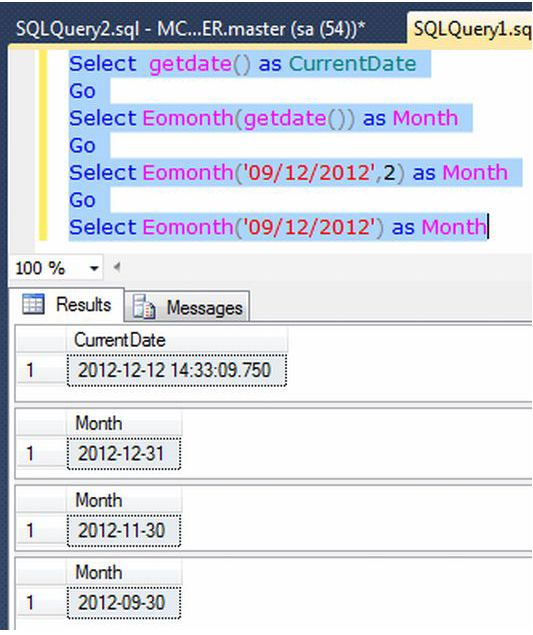 SQLQuery2.sql - MC...ER.master (sa (54))* SQLQuery1.sq
Select getdate() as CurrentDate
Go
Select Eomonth(getdate()) as Month
Go
Select Eomonth('09/12/2012',2) as Month
Go
Select Eomonth('09/12/2012') as Month
100 %
Results Messages
CurrentDate
1 2012-12-12 14:33:09.750
Month
1 2012-12-31
Month
1 2012-11-30
Month
1 2012-09-30